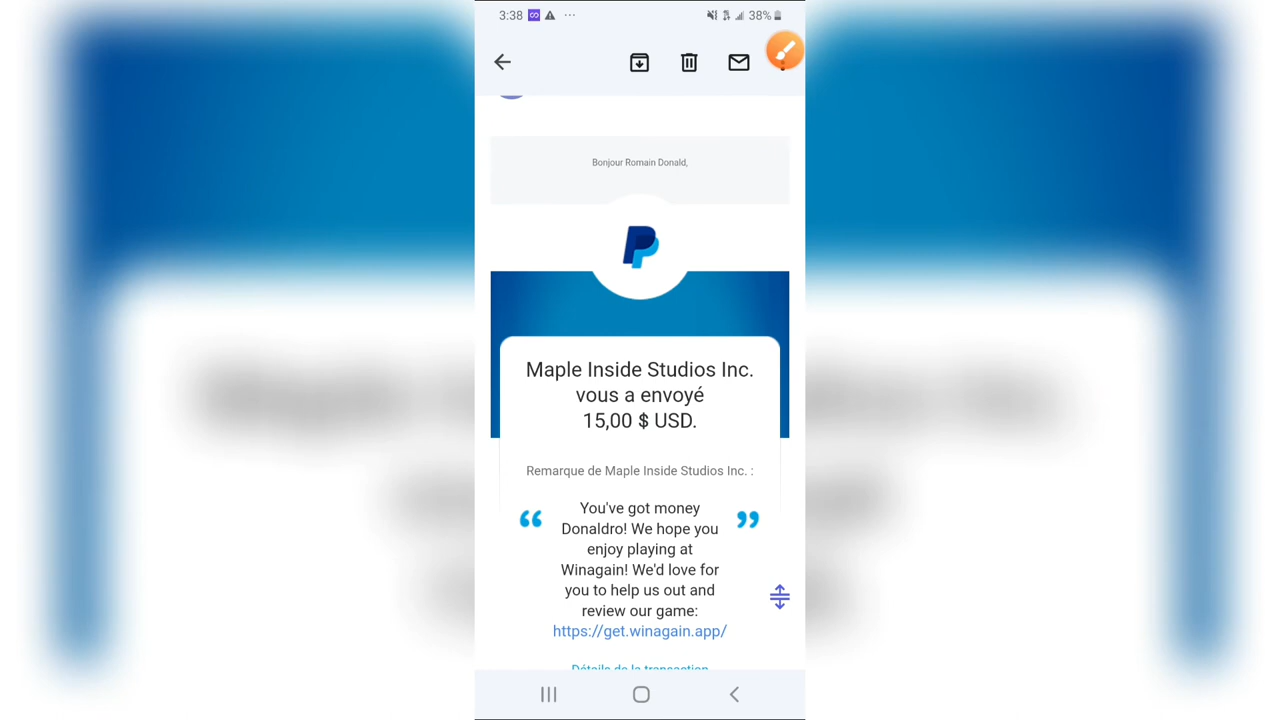 3:38
38%
Bonjour Romain Donald,
Maple Inside Studios Inc.
vous a envoyé
15,00 $ USD.
Remarque de Maple Inside Studios Inc. :
“ You've got money ”
Donaldro! We hope you
enjoy playing at
Winagain! We'd love for
you to help us out and
review our game:
https://get.winagain.app/
Détails de la transaction